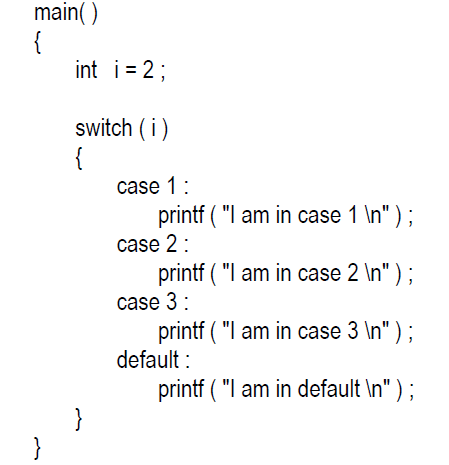 main( )
{
int i = 2 ;
switch ( i )
{
case 1 :
printf ( "I am in case 1 \n" ) ;
case 2 :
printf ( "I am in case 2 \n" ) ;
case 3 :
printf ( "I am in case 3 \n" ) ;
default :
printf ( "I am in default \n" ) ;
}
}